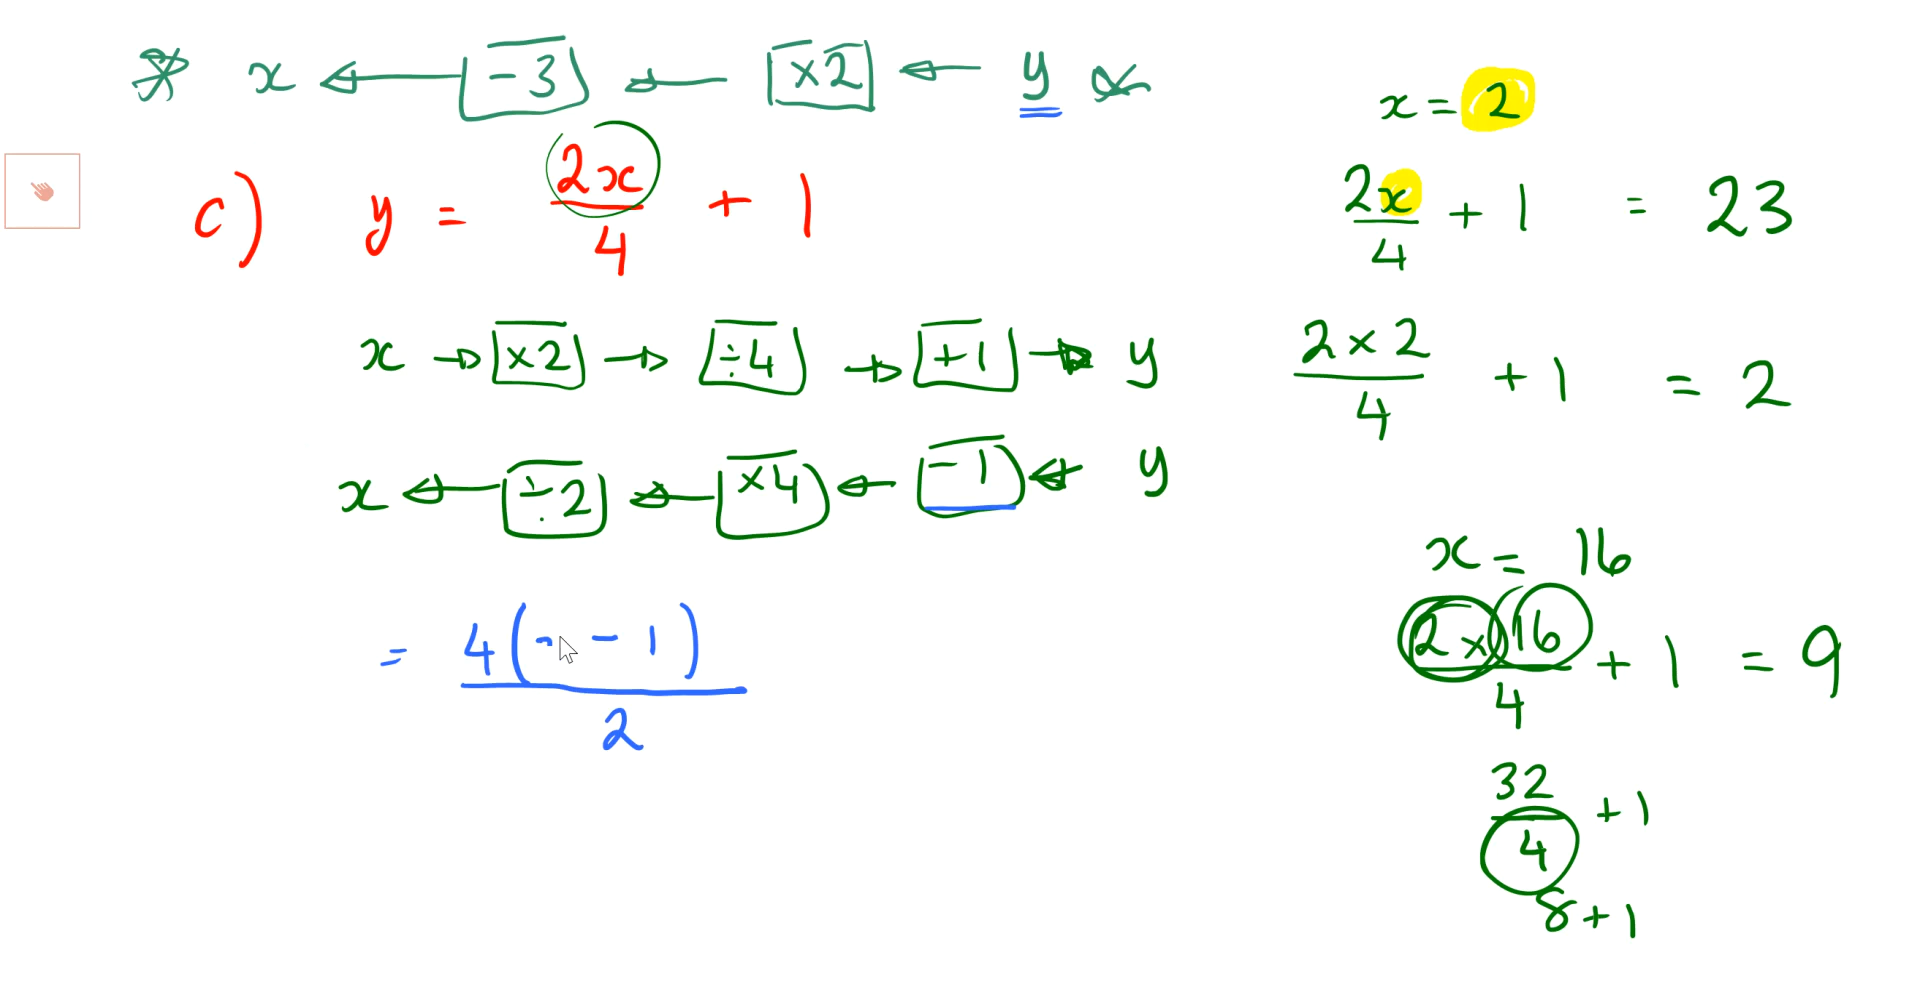 x ← -3 ← ×2 ← y
c) y = 2x/4 + 1
x → ×2 → ÷4 → +1 → y
x ← ÷2 ← ×4 ← -1 ← y
= 4( - 1)/2
x = 2
2x/4 + 1 = 23
2 × 2/4 + 1 = 2
x = 16
2 × 16/4 + 1 = 9
32/4 + 1
8 + 1